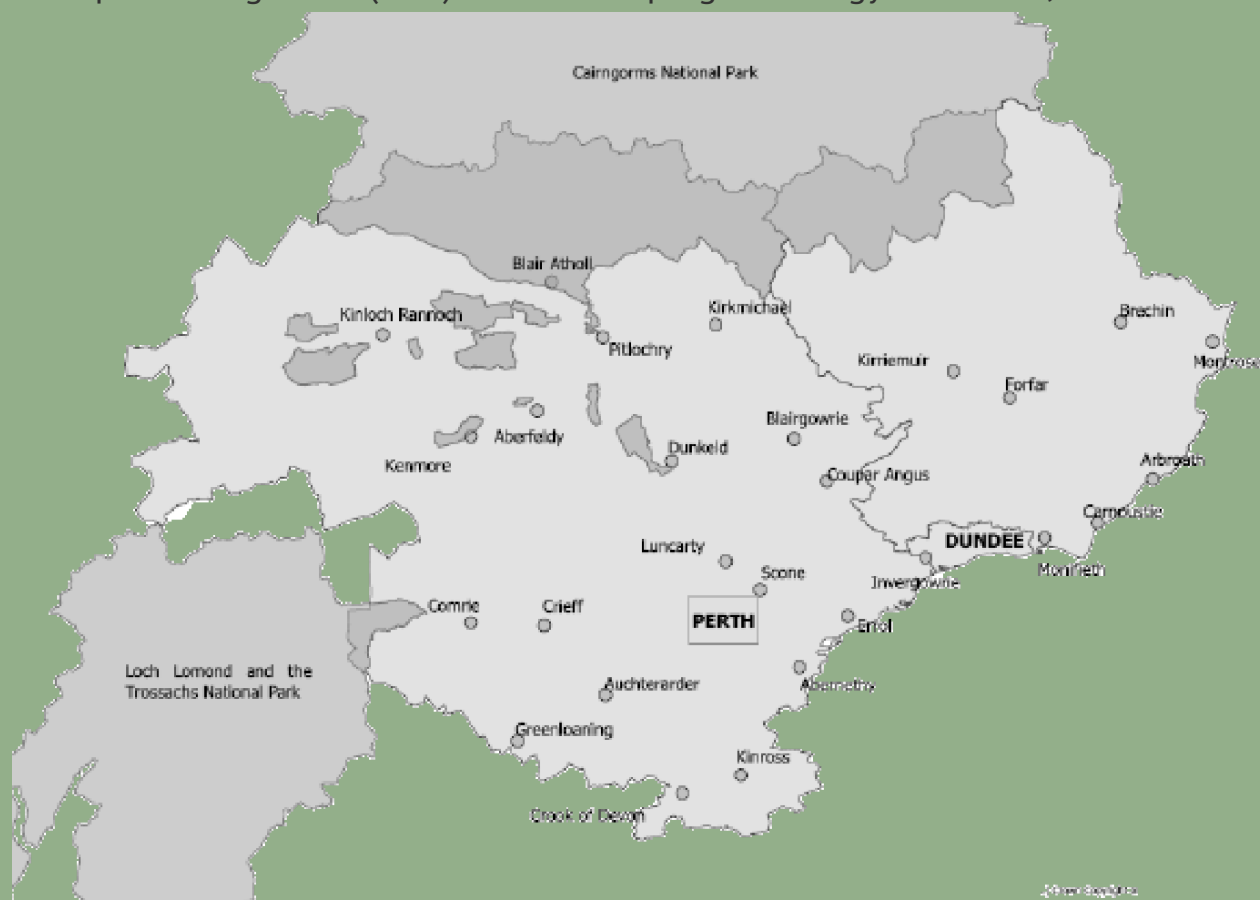 Cairngorms National Park
Blair Atholl
Kinloch Rannoch
Kirkmichael
Brechin
Pitlochry
Montrose
Kirriemuir
Forfar
Blairgowrie
Aberfeldy
Dunkeld
Kenmore
Coupar Angus
Arbroath
Carnoustie
DUNDEE
Luncarty
Monifieth
Scone
Invergowrie
Comrie
Crieff
PERTH
Errol
Loch Lomond and the
Trossachs National Park
Auchterarder
Abernethy
Greenloaning
Kinross
Crook of Devon